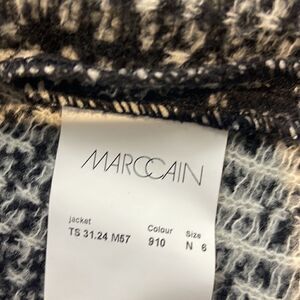 MARCCAIN
jacket Colour Size
TS 31.24 M57 910 N 6